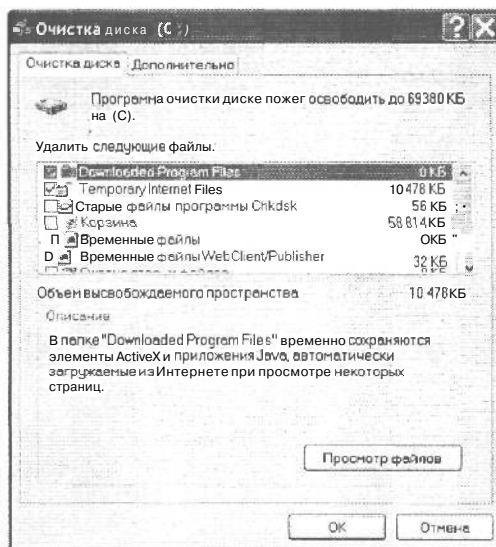 Очистка диска (C :)
Очистка диска Дополнительно
Программа очистки диске пожег освободить до 69380 КБ
на (C).
Удалить следующие файлы.
Downloaded Program Files 0 КБ
Temporary Internet Files 10 478 КБ
Старые файлы программы Chkdsk 56 КБ
Корзина 58 814 КБ
П Временные файлы ОКБ "
D Временные файлы WebClient/Publisher 32 КБ
Объем высвобождаемого пространства 10 478КБ
Описание
В папке "Downloaded Program Files" временно сохраняются
элементы ActiveX и приложения Java, автоматически
загружаемые из Интернете при просмотре некоторых
страниц.
Просмотр файлов
OK Отмена